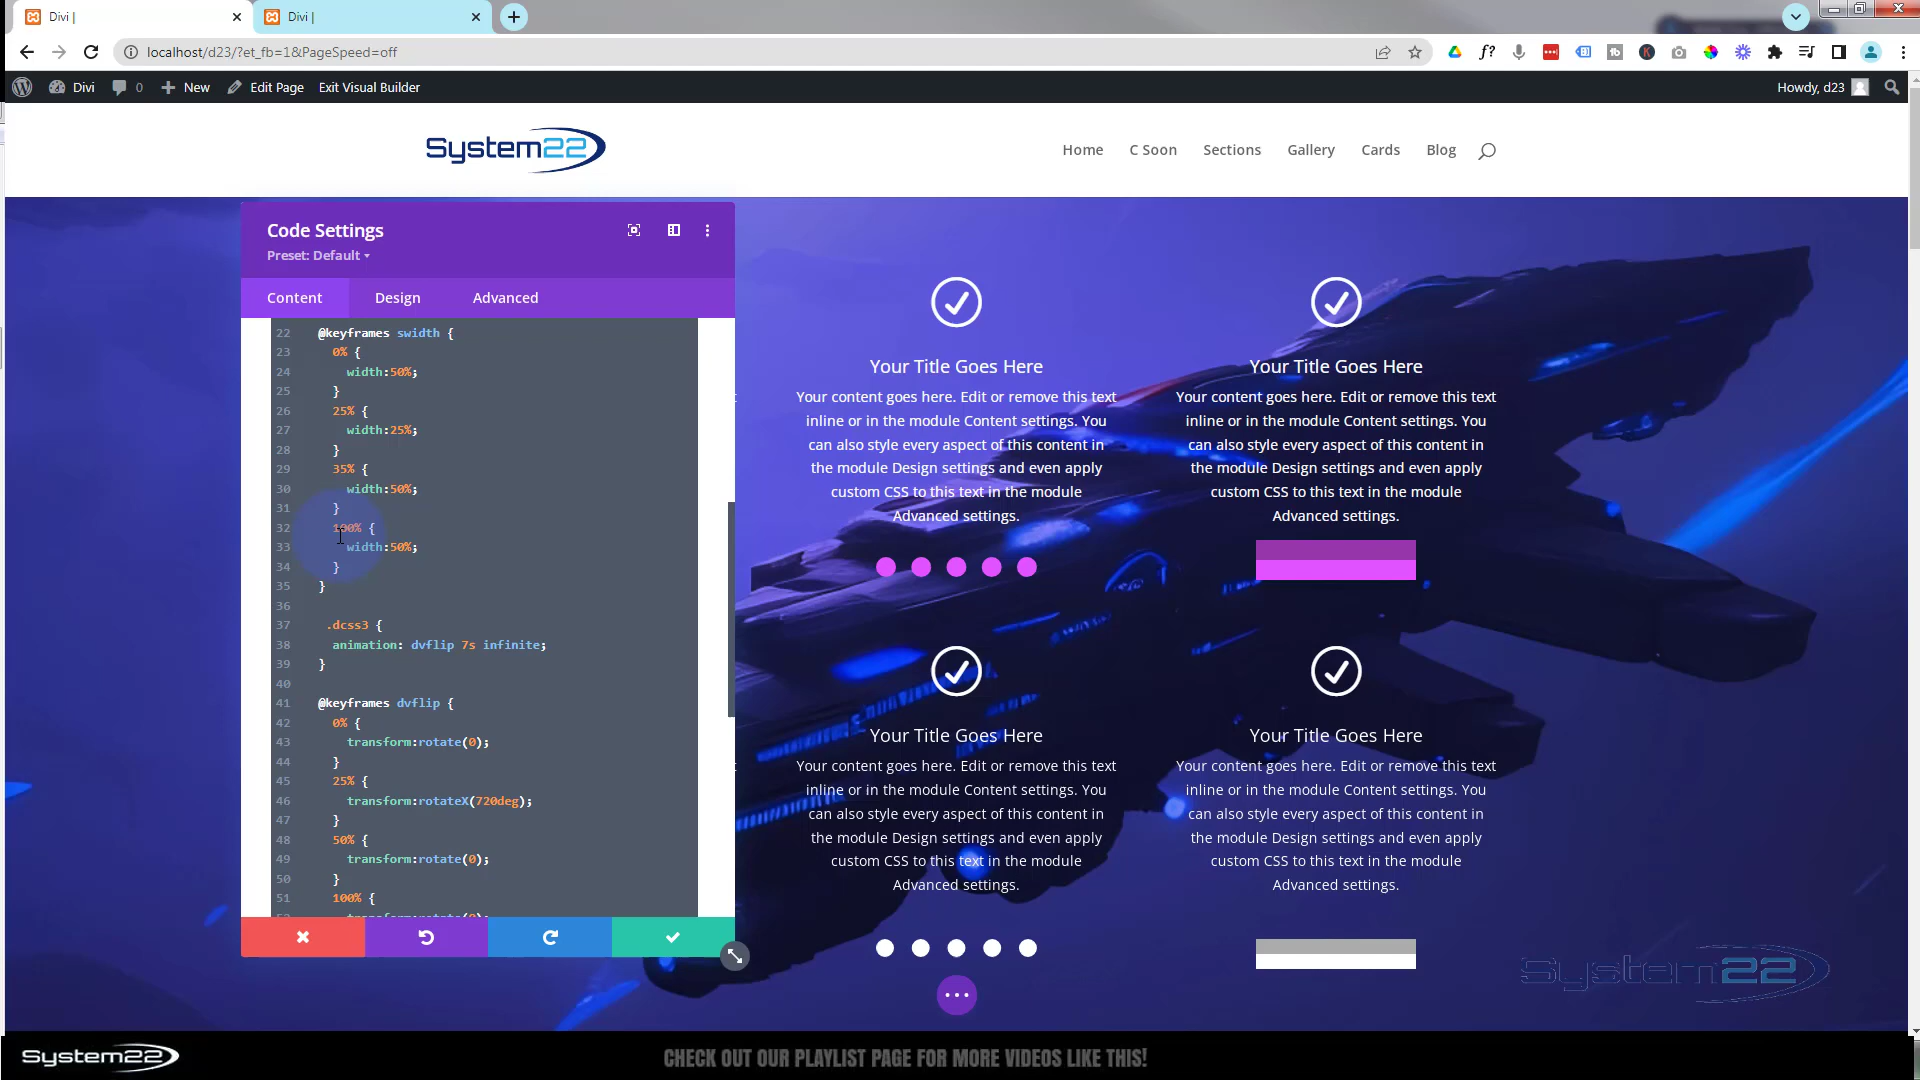 Divi |
Divi |
localhost/d23/?et_fb=1&PageSpeed=off
f?
Divi
0
New
Edit Page
Exit Visual Builder
Howdy, d23
System22
Home
C Soon
Sections
Gallery
Cards
Blog
Code Settings
Preset: Default
Content
Design
Advanced
22 @keyframes swidth {
23 0% {
24 width:50%;
25 }
26 25% {
27 width:25%;
28 }
29 35% {
30 width:50%;
31 }
32 100% {
33 width:50%;
34 }
35 }
36
37 .dcss3 {
38 animation: dvflip 7s infinite;
39 }
40
41 @keyframes dvflip {
42 0% {
43 transform:rotate(0);
44 }
45 25% {
46 transform:rotateX(720deg);
47 }
48 50% {
49 transform:rotate(0);
50 }
51 100% {
Your Title Goes Here
Your content goes here. Edit or remove this text
inline or in the module Content settings. You
can also style every aspect of this content in
the module Design settings and even apply
custom CSS to this text in the module
Advanced settings.
Your Title Goes Here
Your content goes here. Edit or remove this text
inline or in the module Content settings. You
can also style every aspect of this content in
the module Design settings and even apply
custom CSS to this text in the module
Advanced settings.
Your Title Goes Here
Your content goes here. Edit or remove this text
inline or in the module Content settings. You
can also style every aspect of this content in
the module Design settings and even apply
custom CSS to this text in the module
Advanced settings.
Your Title Goes Here
Your content goes here. Edit or remove this text
inline or in the module Content settings. You
can also style every aspect of this content in
the module Design settings and even apply
custom CSS to this text in the module
Advanced settings.
System22
System22
CHECK OUT OUR PLAYLIST PAGE FOR MORE VIDEOS LIKE THIS!